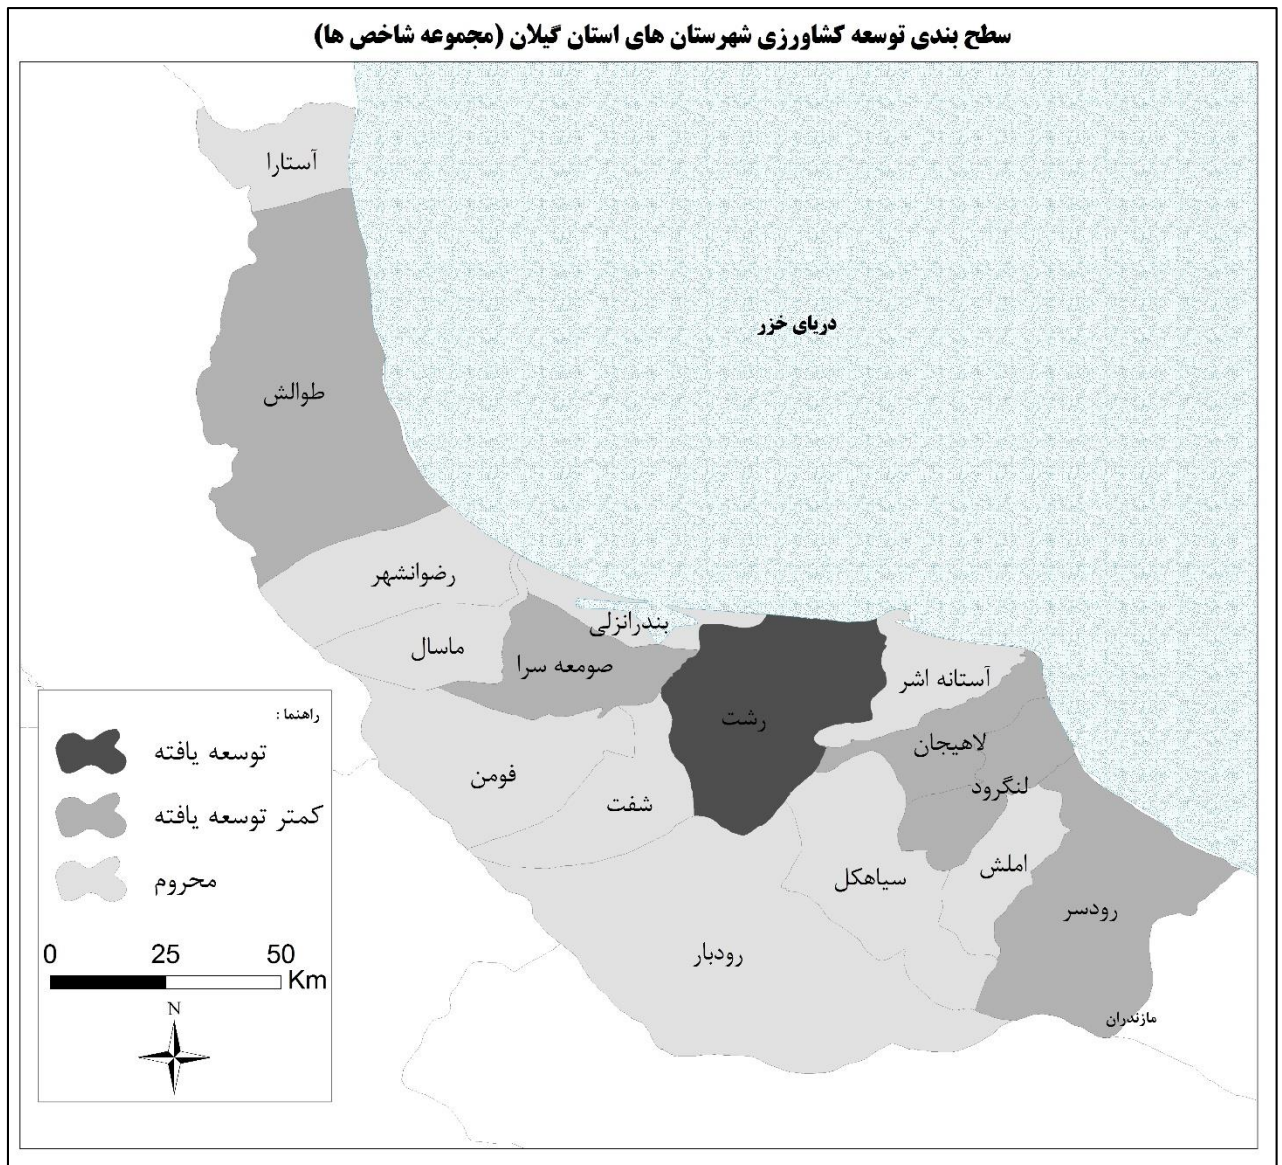 سطح بندی توسعه کشاورزی شهرستان های استان گیلان (مجموعه شاخص ها)
آستارا
دریای خزر
طوالش
رضوانشهر
بندرانزلی
ماسال
صومعه سرا
آستانه اشر
رشت
لاهیجان
فومن
شفت
لنگرود
املش
سیاهکل
رودسر
رودبار
مازندران
راهنما :
توسعه یافته
کمتر توسعه یافته
محروم
0 25 50
Km
N